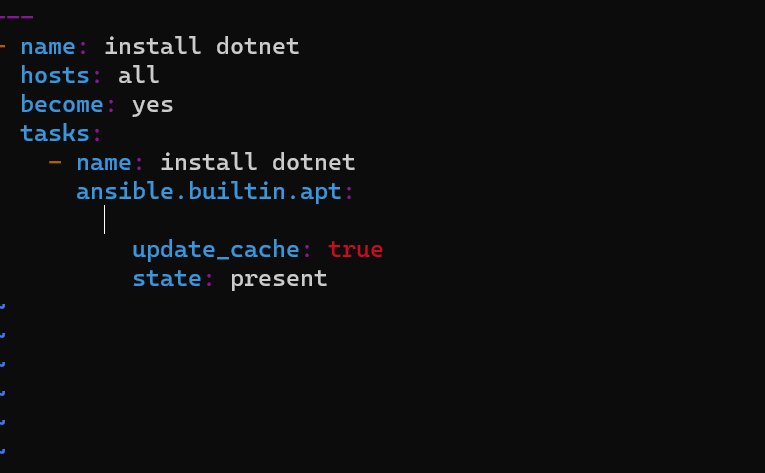 ---
- name: install dotnet
  hosts: all
  become: yes
  tasks:
    - name: install dotnet
      ansible.builtin.apt:

          update_cache: true
          state: present
~
~
~
~
~
~